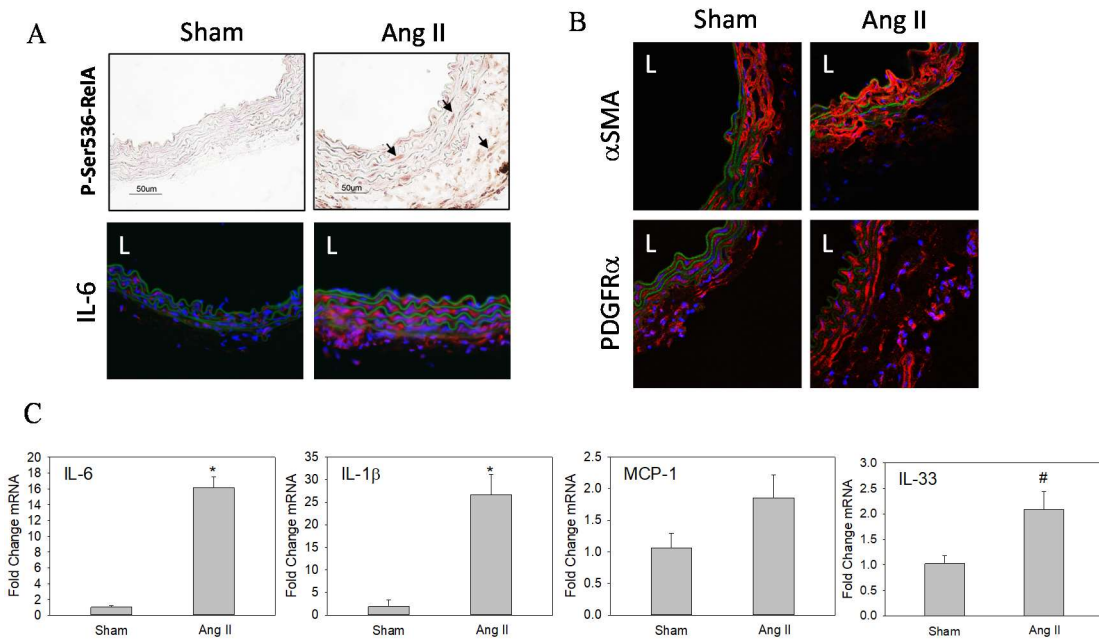 A
Sham
Ang II
P-Ser536-RelA
50um
50um
IL-6
L
L
B
Sham
Ang II
αSMA
L
L
PDGFRα
L
L
C
IL-6
*
Fold Change mRNA
20
18
16
14
12
10
8
6
4
2
0
Sham
Ang II
IL-1β
*
Fold Change mRNA
35
30
25
20
15
10
5
0
Sham
Ang II
MCP-1
Fold Change mRNA
2.5
2.0
1.5
1.0
0.5
0.0
Sham
Ang II
IL-33
#
Fold Change mRNA
3.0
2.5
2.0
1.5
1.0
0.5
0.0
Sham
Ang II